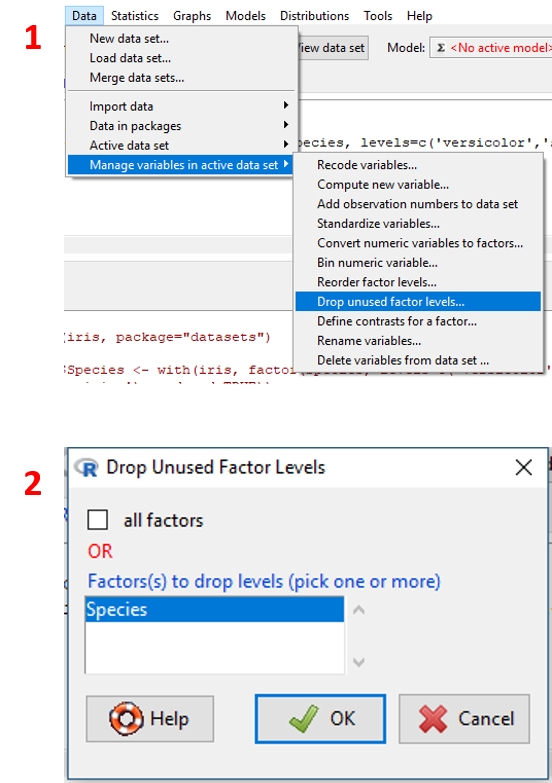 1
Data Statistics Graphs Models Distributions Tools Help
New data set...
Load data set...
Merge data sets...
View data set Model: Σ <No active model>
Import data
Data in packages
Active data set
Manage variables in active data set
pecies, levels=c('versicolor','
Recode variables...
Compute new variable...
Add observation numbers to data set
Standardize variables...
Convert numeric variables to factors...
Bin numeric variable...
Reorder factor levels...
Drop unused factor levels...
Define contrasts for a factor...
Rename variables...
Delete variables from data set ...
(iris, package="datasets")
$Species <- with(iris, factor(
2
R Drop Unused Factor Levels
all factors
OR
Factors(s) to drop levels (pick one or more)
Species
Help OK Cancel